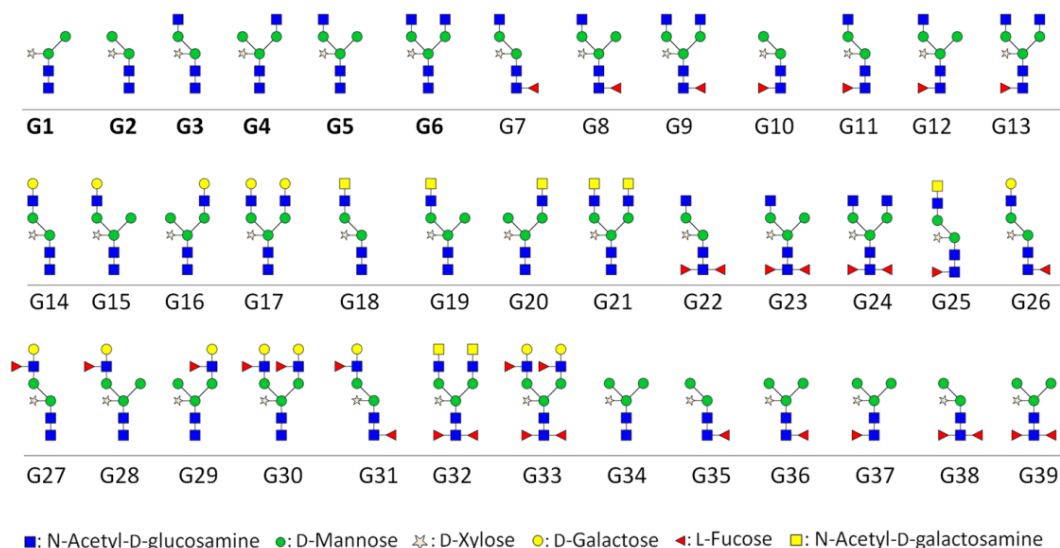 G1 G2 G3 G4 G5 G6 G7 G8 G9 G10 G11 G12 G13
G14 G15 G16 G17 G18 G19 G20 G21 G22 G23 G24 G25 G26
G27 G28 G29 G30 G31 G32 G33 G34 G35 G36 G37 G38 G39
: N-Acetyl-D-glucosamine : D-Mannose : D-Xylose : D-Galactose : L-Fucose : N-Acetyl-D-galactosamine